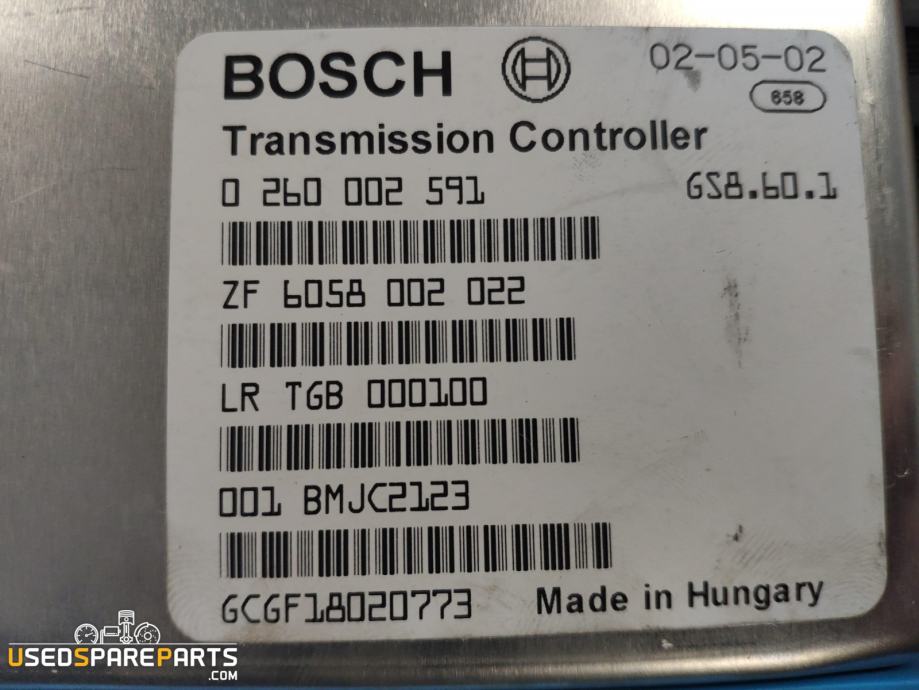 BOSCH
02-05-02
658
Transmission Controller
0 260 002 591
GS8.60.1
ZF 6058 002 022
LR TGB 000100
001 BMJC2123
GCGF18020773
Made in Hungary
USEDSPAREPARTS
.COM